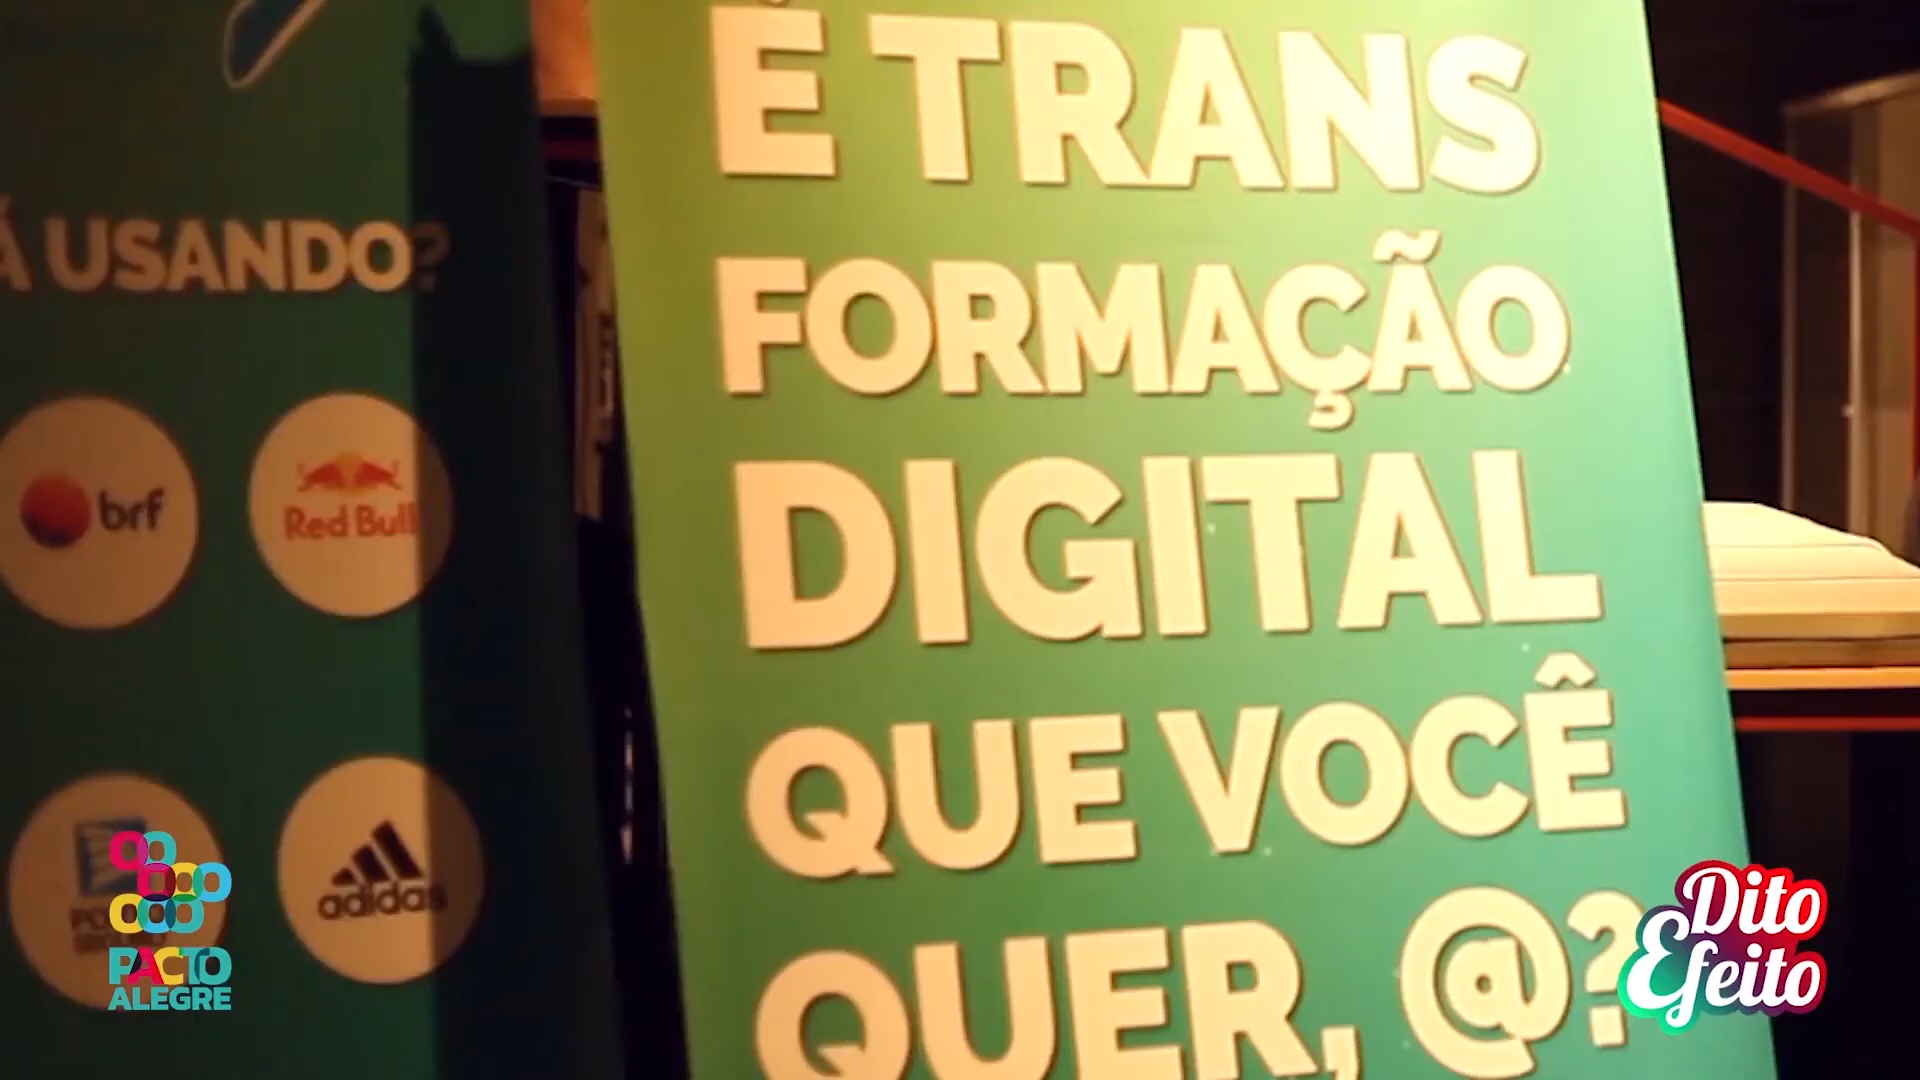 É TRANS
FORMAÇÃO
DIGITAL
QUE VOCÊ
QUER, @?
USANDO?
brf
Red Bull
adidas
PACTO
ALEGRE
Dito
Efeito